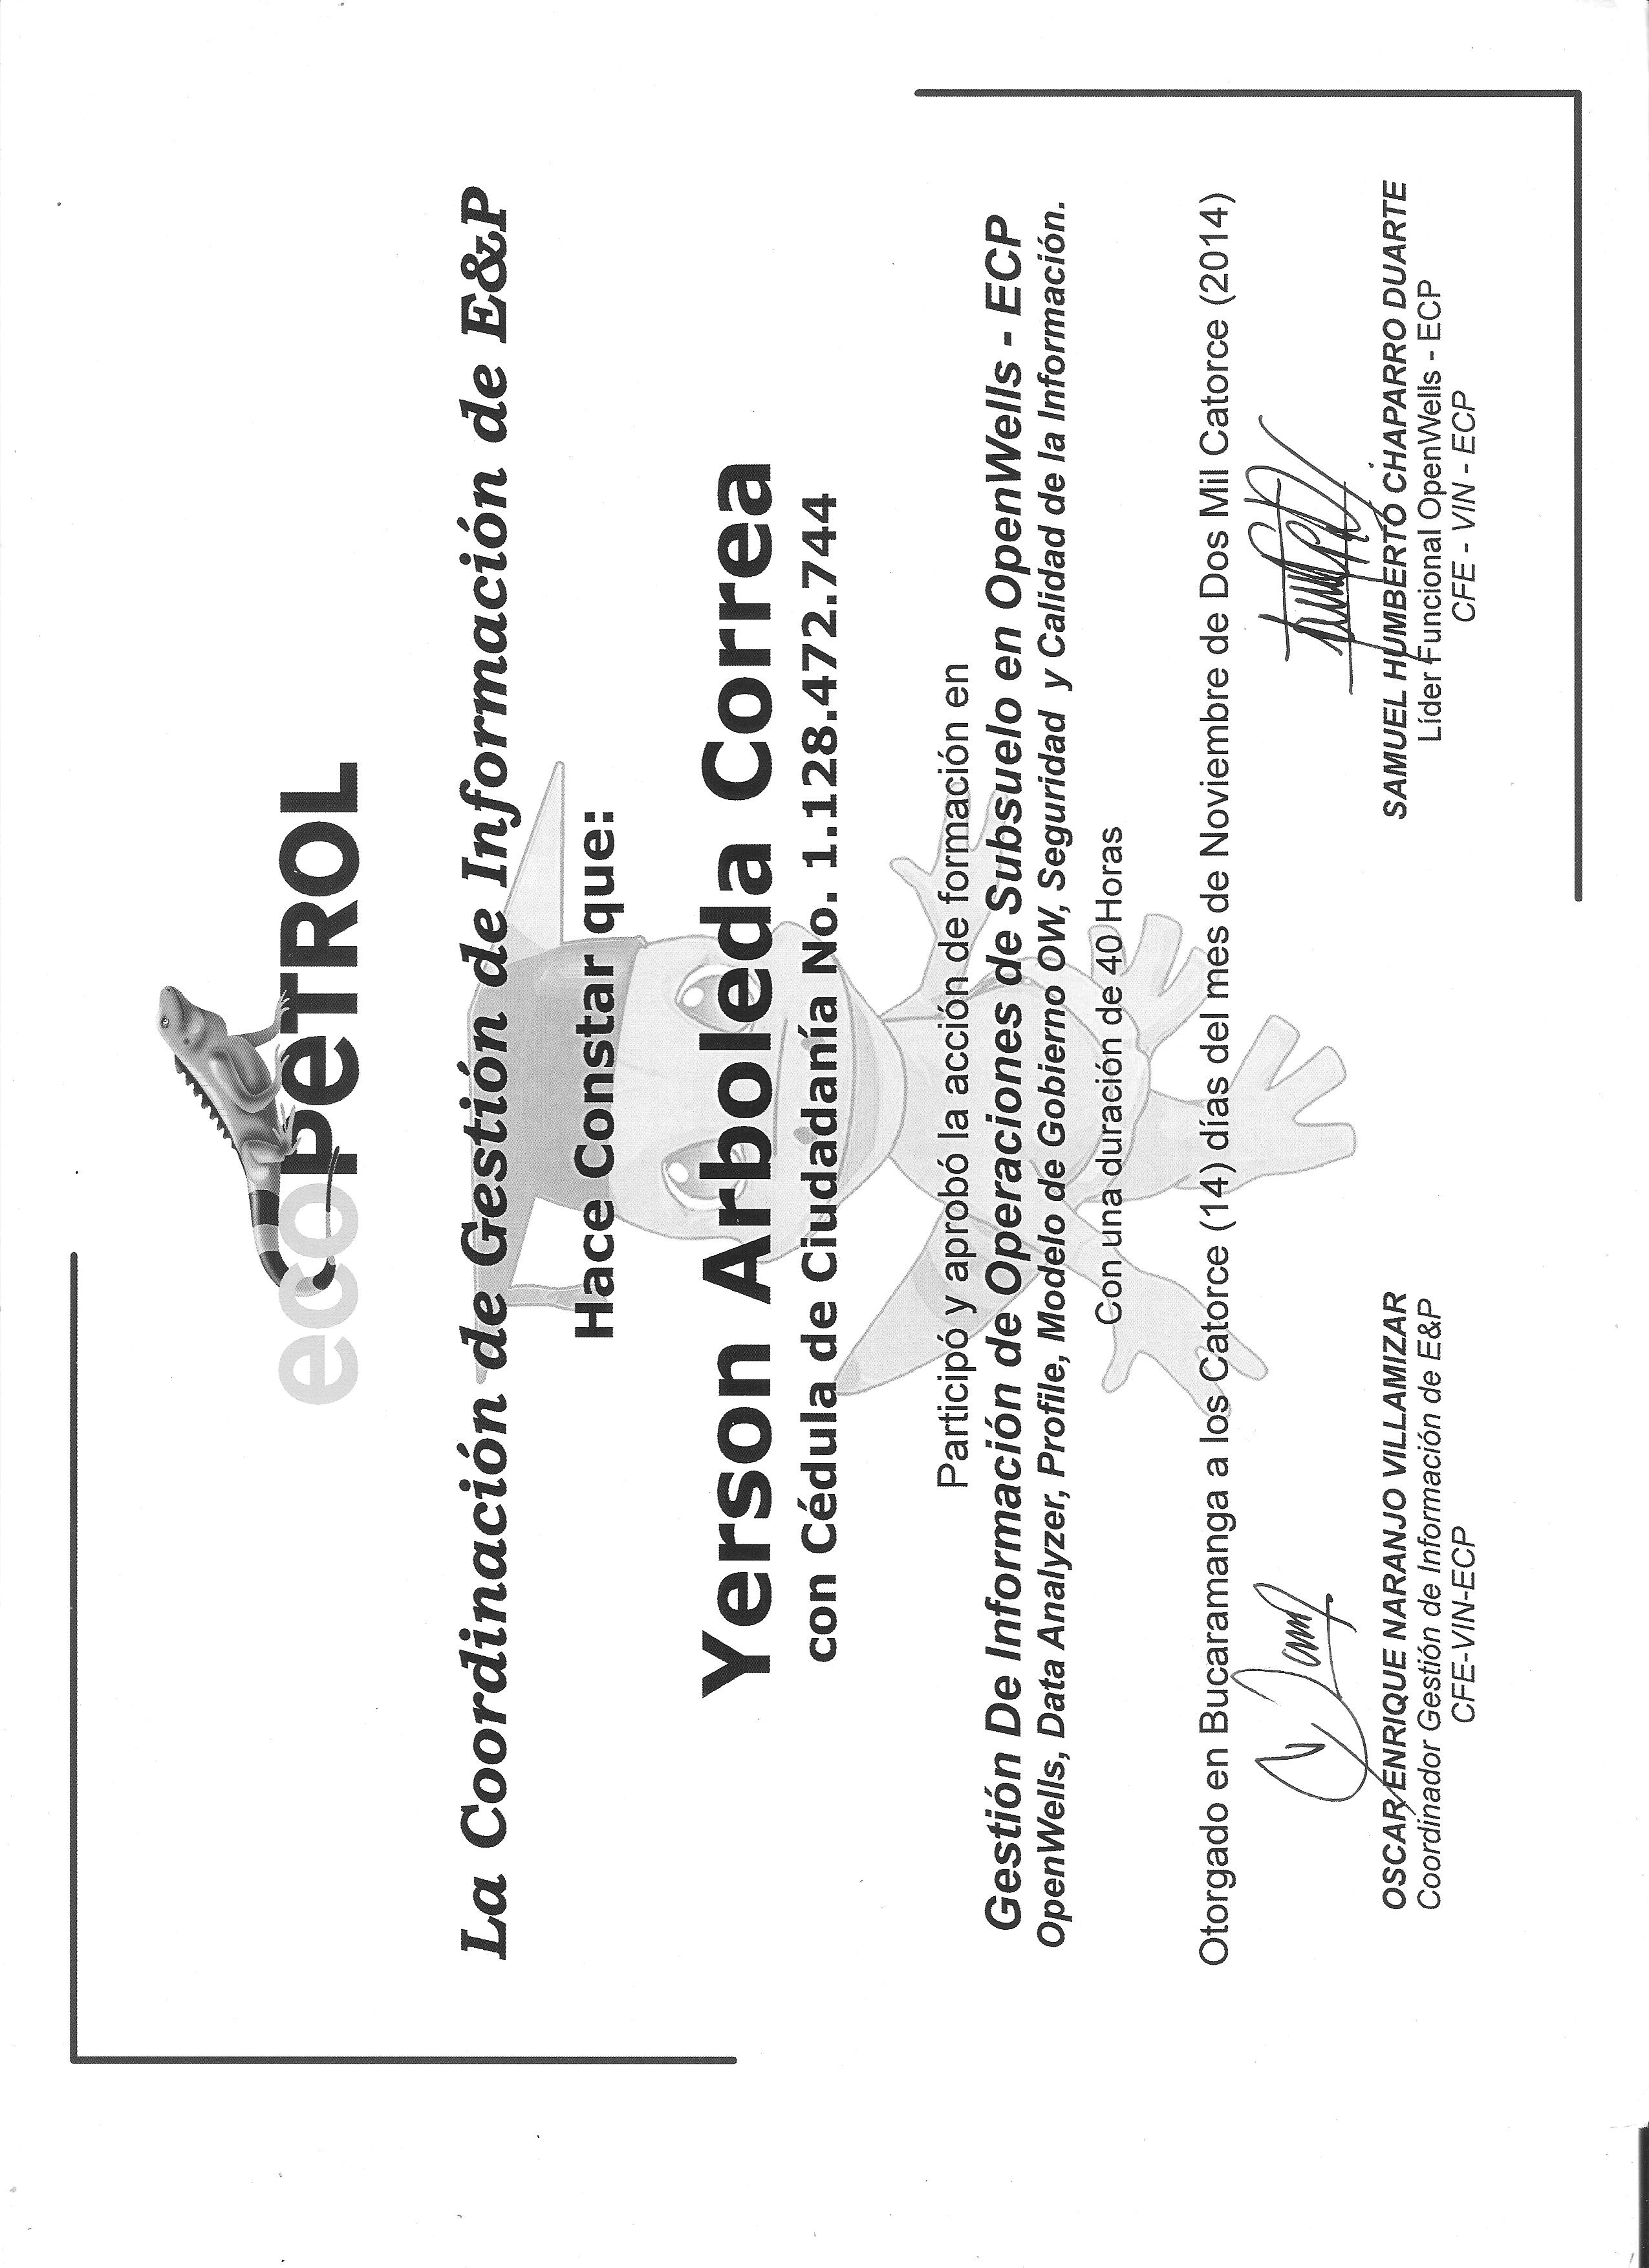 ecoPeTROL
La Coordinación de Gestión de Información de E&P
Hace Constar que:
Yerson Arboleda Correa
con Cédula de Ciudadanía No. 1.128.472.744
Participó y aprobó la acción de formación en
Gestión De Información de Operaciones de Subsuelo en OpenWells - ECP
OpenWells, Data Analyzer, Profile, Modelo de Gobierno OW, Seguridad y Calidad de la Información.
Con una duración de 40 Horas
Otorgado en Bucaramanga a los Catorce (14) días del mes de Noviembre de Dos Mil Catorce (2014)
OSCAR ENRIQUE NARANJO VILLAMIZAR
Coordinador Gestión de Información de E&P
CFE-VIN-ECP
SAMUEL HUMBERTO CHAPARRO DUARTE
Líder Funcional OpenWells - ECP
CFE - VIN - ECP